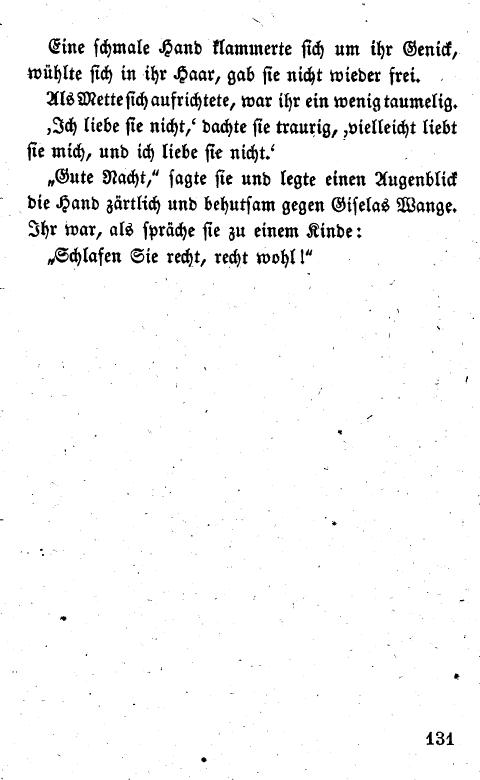 Eine schmale Hand klammerte sich um ihr Genick,
wühlte sich in ihr Haar, gab sie nicht wieder frei.
Als Mette sich aufrichtete, war ihr ein wenig taumelig.
‚Ich liebe sie nicht,‘ dachte sie traurig, ‚vielleicht liebt
sie mich, und ich liebe sie nicht.‘
„Gute Nacht,“ sagte sie und legte einen Augenblick
die Hand zärtlich und behutsam gegen Giselas Wange.
Ihr war, als spräche sie zu einem Kinde:
„Schlafen Sie recht, recht wohl!“
131